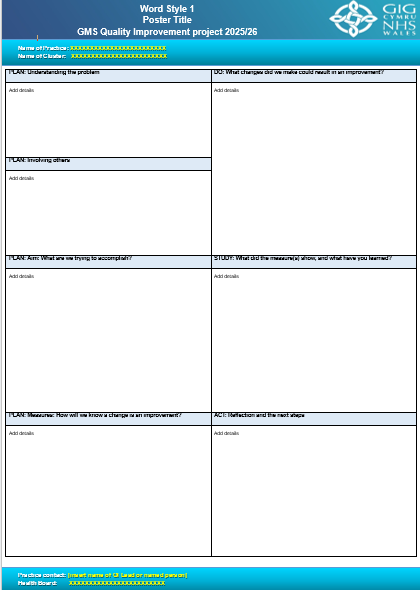 Word Style 1
Poster Title
GMS Quality Improvement project 2025/26
GIG
CYMRU
NHS
WALES
Name of Practice: XXXXXXXXXXXXXXXXXXXXXXXX
Name of Cluster: XXXXXXXXXXXXXXXXXXXXXXXX
PLAN: Understanding the problem
Add details
PLAN: Involving others
Add details
PLAN: Aim: What are we trying to accomplish?
Add details
PLAN: Measures: How will we know a change is an improvement?
Add details
DO: What changes did we make could result in an improvement?
Add details
STUDY: What did the measure(s) show, and what have you learned?
Add details
ACT: Reflection and the next steps
Add details
Practice contact: (insert name of QI Lead or named person)
Health Board: XXXXXXXXXXXXXXXXXXXXXXXX